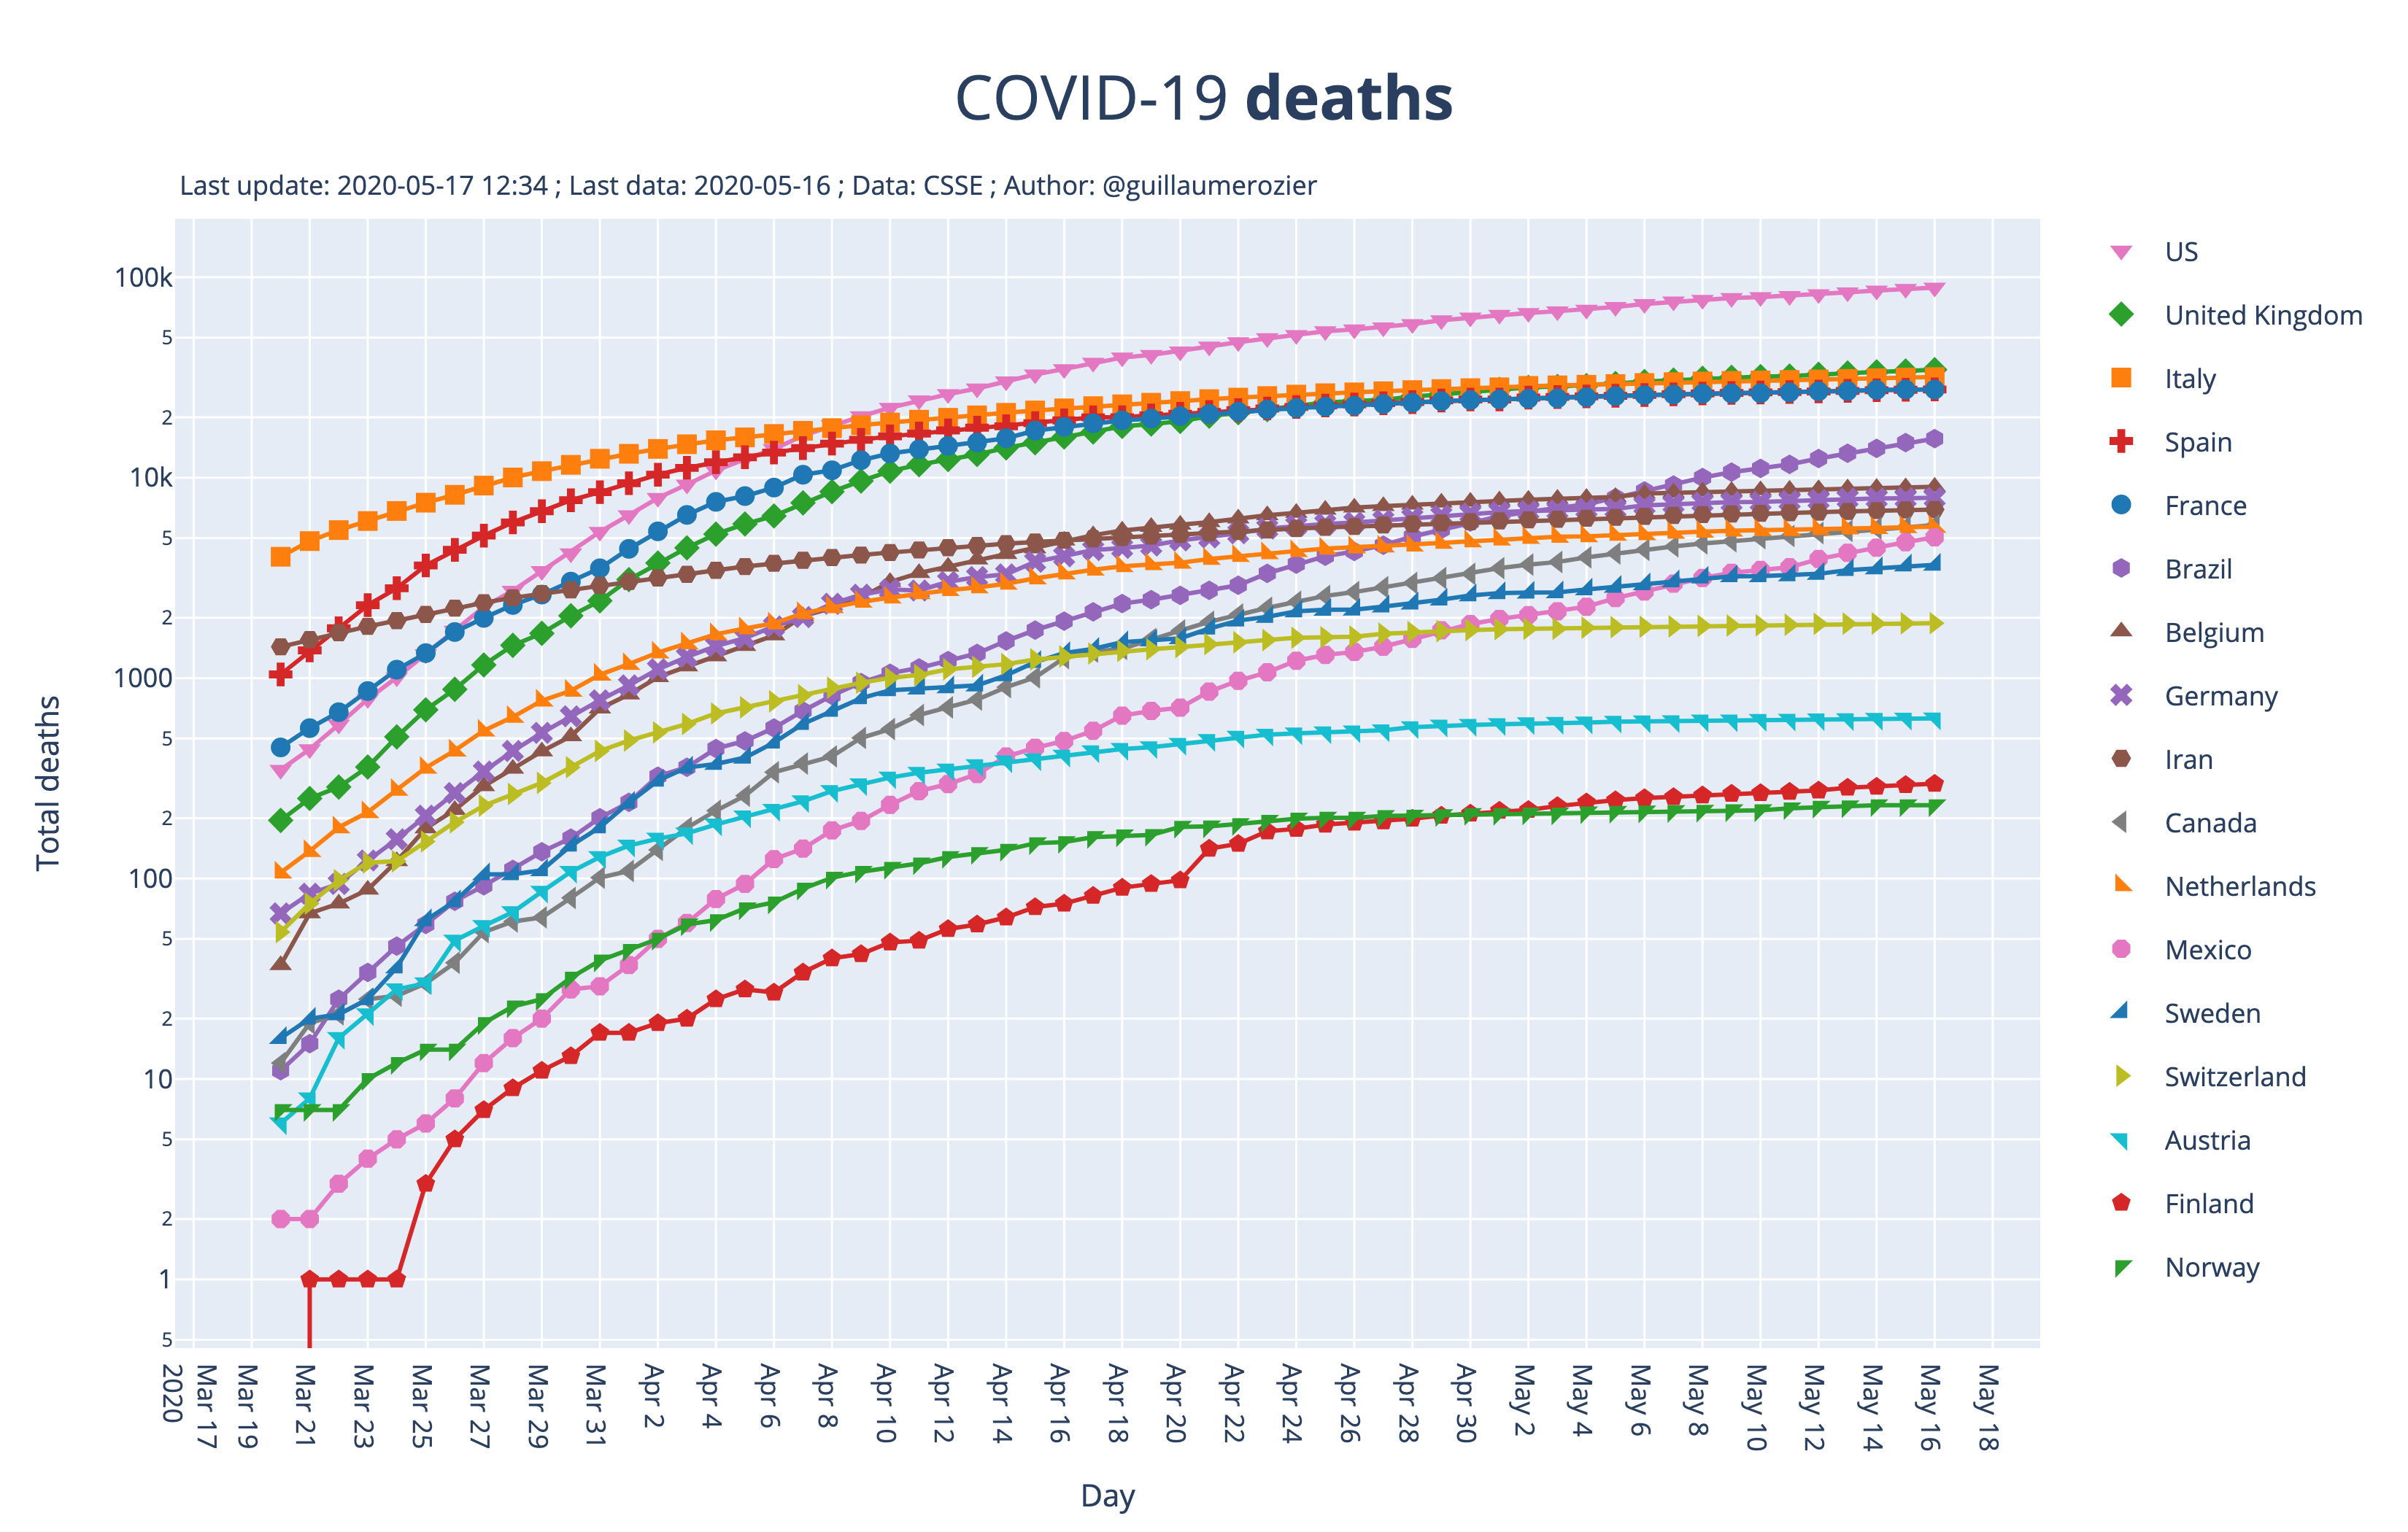 COVID-19 deaths
Last update: 2020-05-17 12:34 ; Last data: 2020-05-16 ; Data: CSSE ; Author: @guillaumerozier
Total deaths
100k
5
2
10k
5
2
1000
5
2
100
5
2
10
5
2
1
5
Mar 17
2020
Mar 19
Mar 21
Mar 23
Mar 25
Mar 27
Mar 29
Mar 31
Apr 2
Apr 4
Apr 6
Apr 8
Apr 10
Apr 12
Apr 14
Apr 16
Apr 18
Apr 20
Apr 22
Apr 24
Apr 26
Apr 28
Apr 30
May 2
May 4
May 6
May 8
May 10
May 12
May 14
May 16
May 18
Day
US
United Kingdom
Italy
Spain
France
Brazil
Belgium
Germany
Iran
Canada
Netherlands
Mexico
Sweden
Switzerland
Austria
Finland
Norway